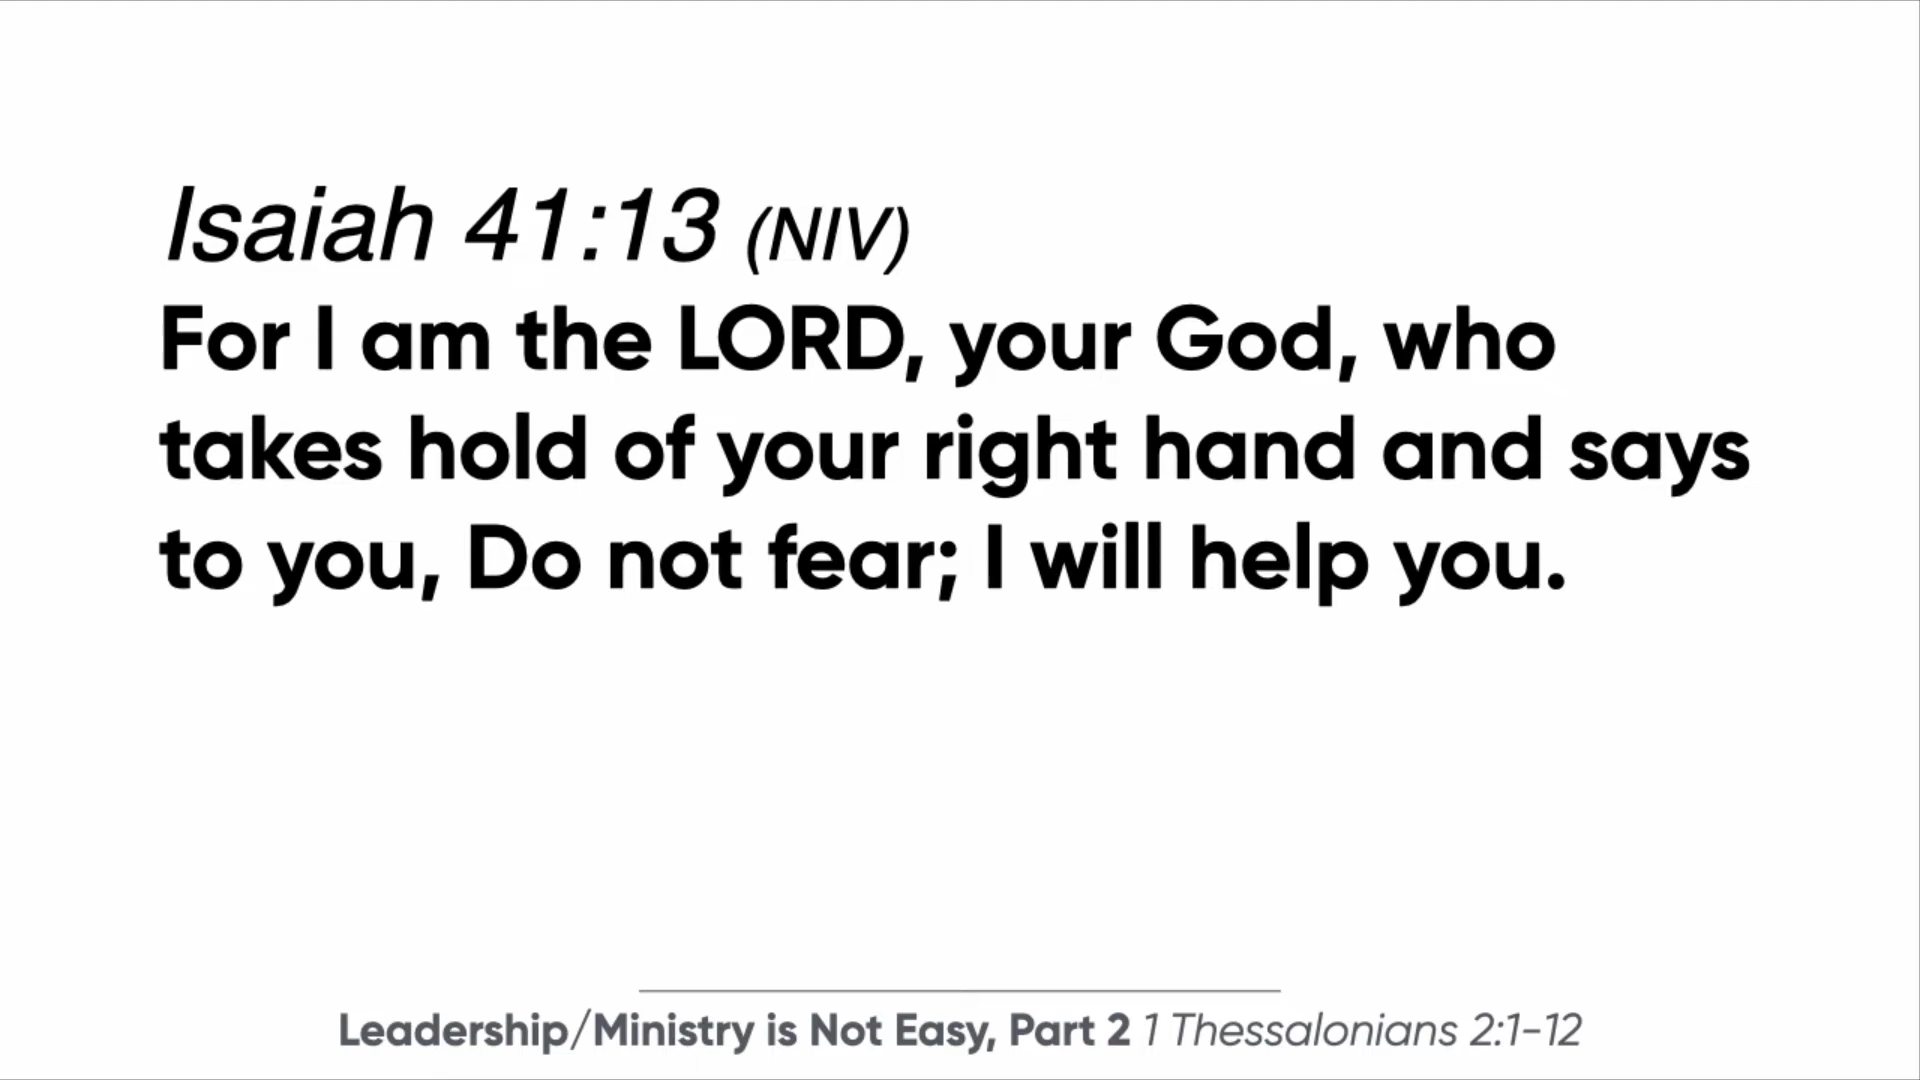 Isaiah 41:13 (NIV)
For I am the LORD, your God, who
takes hold of your right hand and says
to you, Do not fear; I will help you.
Leadership/Ministry is Not Easy, Part 2 1 Thessalonians 2:1–12